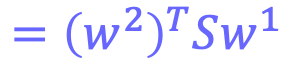 = (w²)ᵀSw¹